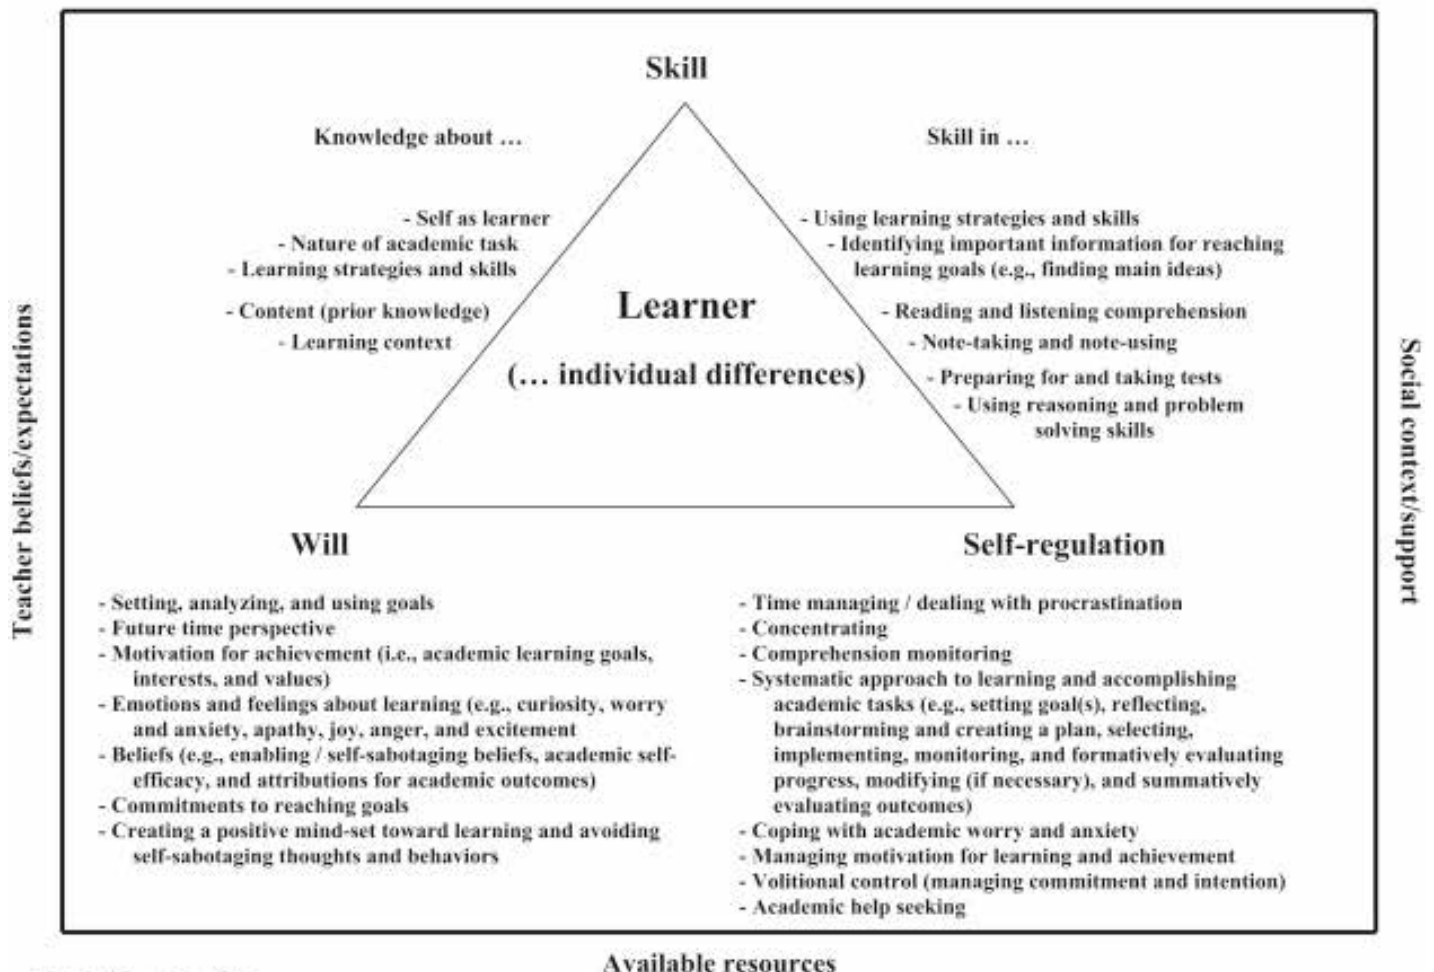 Skill
Knowledge about …
- Self as learner
- Nature of academic task
- Learning strategies and skills
- Content (prior knowledge)
- Learning context
Skill in …
- Using learning strategies and skills
- Identifying important information for reaching
learning goals (e.g., finding main ideas)
- Reading and listening comprehension
- Note-taking and note-using
- Preparing for and taking tests
- Using reasoning and problem
solving skills
Learner
(… individual differences)
Teacher beliefs/expectations
Social context/support
Will
- Setting, analyzing, and using goals
- Future time perspective
- Motivation for achievement (i.e., academic learning goals,
interests, and values)
- Emotions and feelings about learning (e.g., curiosity, worry
and anxiety, apathy, joy, anger, and excitement
- Beliefs (e.g., enabling / self-sabotaging beliefs, academic self-
efficacy, and attributions for academic outcomes)
- Commitments to reaching goals
- Creating a positive mind-set toward learning and avoiding
self-sabotaging thoughts and behaviors
Self-regulation
- Time managing / dealing with procrastination
- Concentrating
- Comprehension monitoring
- Systematic approach to learning and accomplishing
academic tasks (e.g., setting goal(s), reflecting,
brainstorming and creating a plan, selecting,
implementing, monitoring, and formatively evaluating
progress, modifying (if necessary), and summatively
evaluating outcomes)
- Coping with academic worry and anxiety
- Managing motivation for learning and achievement
- Volitional control (managing commitment and intention)
- Academic help seeking
Available resources